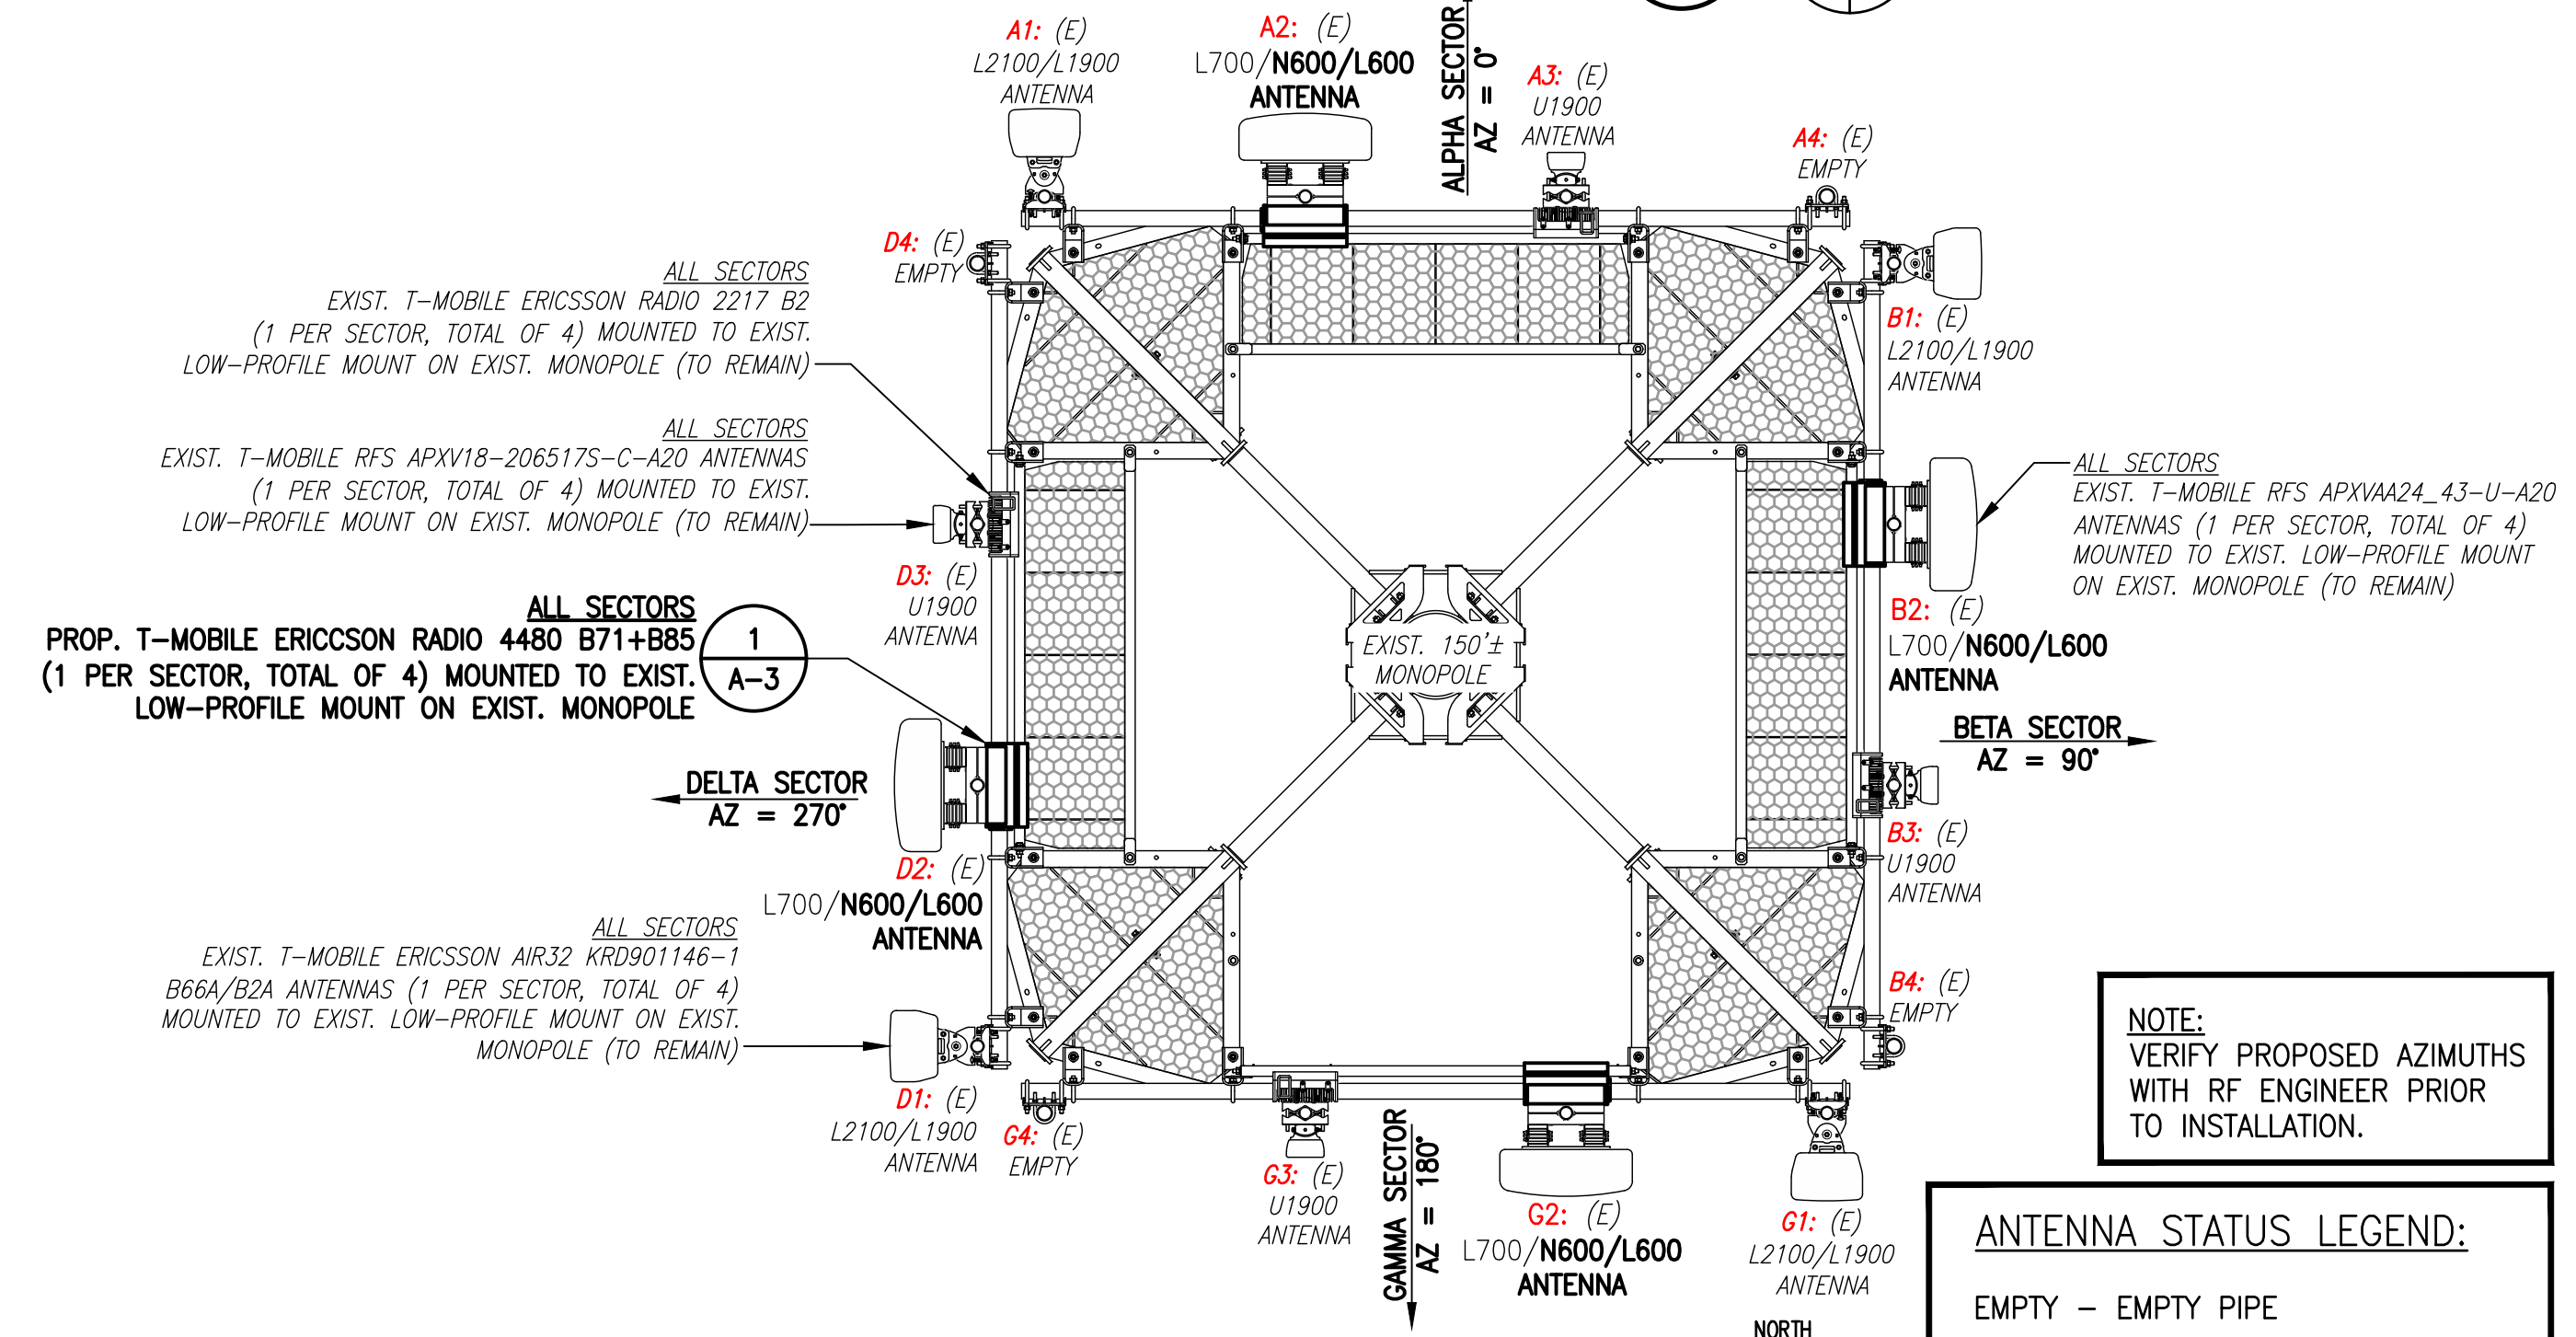 A1: (E)
L2100/L1900
ANTENNA
A2: (E)
L700/N600/L600
ANTENNA
ALPHA SECTOR
AZ = 0°
A3: (E)
U1900
ANTENNA
A4: (E)
EMPTY
D4: (E)
EMPTY
ALL SECTORS
EXIST. T-MOBILE ERICSSON RADIO 2217 B2
(1 PER SECTOR, TOTAL OF 4) MOUNTED TO EXIST.
LOW-PROFILE MOUNT ON EXIST. MONOPOLE (TO REMAIN)
B1: (E)
L2100/L1900
ANTENNA
ALL SECTORS
EXIST. T-MOBILE RFS APXV18-206517S-C-A20 ANTENNAS
(1 PER SECTOR, TOTAL OF 4) MOUNTED TO EXIST.
LOW-PROFILE MOUNT ON EXIST. MONOPOLE (TO REMAIN)
ALL SECTORS
EXIST. T-MOBILE RFS APXVAA24_43-U-A20
ANTENNAS (1 PER SECTOR, TOTAL OF 4)
MOUNTED TO EXIST. LOW-PROFILE MOUNT
ON EXIST. MONOPOLE (TO REMAIN)
D3: (E)
U1900
ANTENNA
ALL SECTORS
PROP. T-MOBILE ERICCSON RADIO 4480 B71+B85
(1 PER SECTOR, TOTAL OF 4) MOUNTED TO EXIST.
LOW-PROFILE MOUNT ON EXIST. MONOPOLE
1
A-3
EXIST. 150'±
MONOPOLE
B2: (E)
L700/N600/L600
ANTENNA
BETA SECTOR
AZ = 90°
DELTA SECTOR
AZ = 270°
B3: (E)
U1900
ANTENNA
D2: (E)
L700/N600/L600
ANTENNA
ALL SECTORS
EXIST. T-MOBILE ERICSSON AIR32 KRD901146-1
B66A/B2A ANTENNAS (1 PER SECTOR, TOTAL OF 4)
MOUNTED TO EXIST. LOW-PROFILE MOUNT ON EXIST.
MONOPOLE (TO REMAIN)
B4: (E)
EMPTY
NOTE:
VERIFY PROPOSED AZIMUTHS
WITH RF ENGINEER PRIOR
TO INSTALLATION.
D1: (E)
L2100/L1900
ANTENNA
G4: (E)
EMPTY
G3: (E)
U1900
ANTENNA
GAMMA SECTOR
AZ = 180°
G2: (E)
L700/N600/L600
ANTENNA
G1: (E)
L2100/L1900
ANTENNA
NORTH
ANTENNA STATUS LEGEND:
EMPTY - EMPTY PIPE